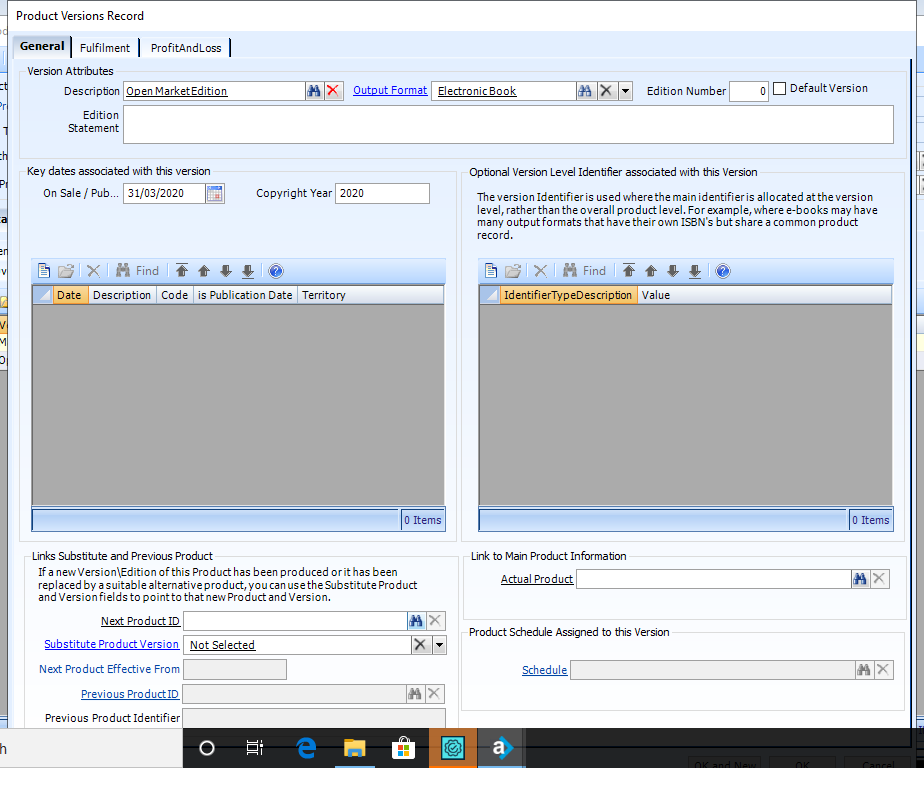 Product Versions Record
General Fulfilment ProfitAndLoss
Version Attributes
Description Open Market Edition Output Format Electronic Book Edition Number 0 Default Version
Edition
Statement
Key dates associated with this version
On Sale / Pub... 31/03/2020 Copyright Year 2020
Optional Version Level Identifier associated with this Version
The version Identifier is used where the main identifier is allocated at the version
level, rather than the overall product level. For example, where e-books may have
many output formats that have their own ISBN's but share a common product
record.
Find
Date Description Code is Publication Date Territory
0 Items
Find
IdentifierTypeDescription Value
0 Items
Links Substitute and Previous Product
If a new Version\Edition of this Product has been produced or it has been
replaced by a suitable alternative product, you can use the Substitute Product
and Version fields to point to that new Product and Version.
Next Product ID
Substitute Product Version Not Selected
Next Product Effective From
Previous Product ID
Previous Product Identifier
Link to Main Product Information
Actual Product
Product Schedule Assigned to this Version
Schedule
OK and New OK Cancel